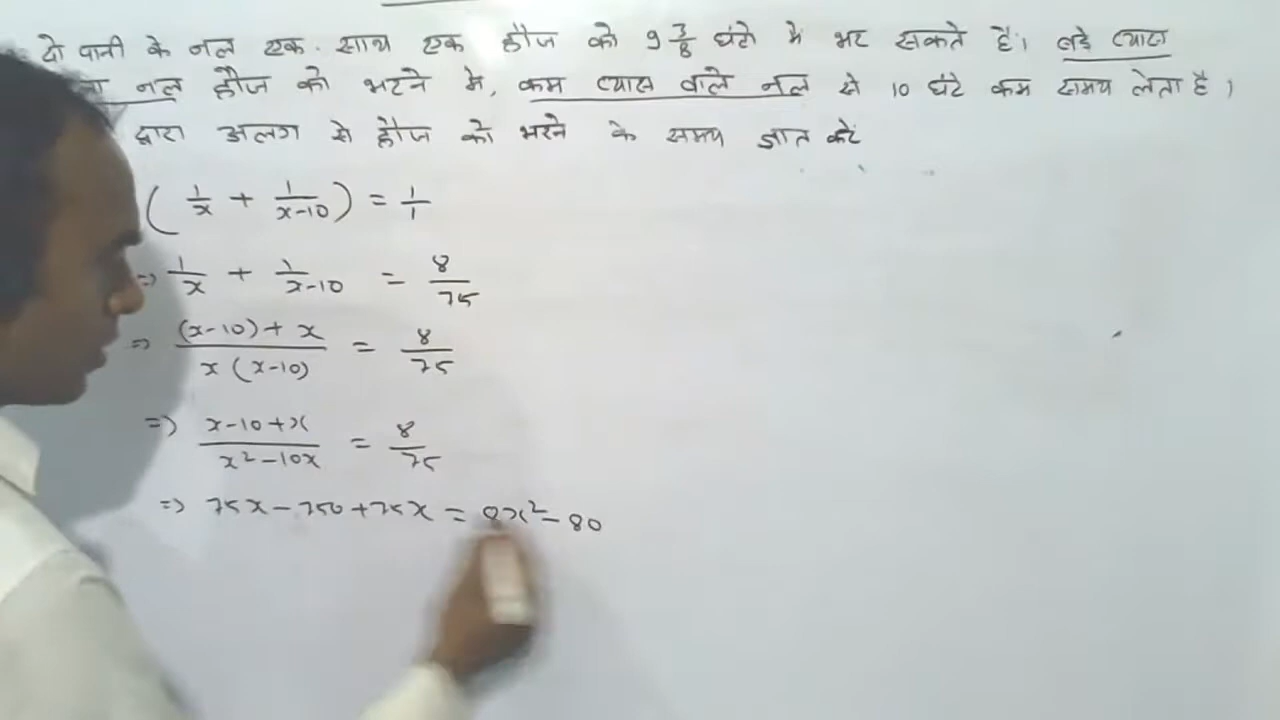 दो पानी के नल एक साथ एक हौज को 9 3/8 घंटो मे भर सकते हैं। बडे व्यास
नल हौज को भरने मे, कम व्यास वाले नल से 10 घंटे कम समय लेता है।
द्वारा अलग से हौज को भरने के समय ज्ञात करें
(1/x + 1/(x-10)) = 1/1
=> 1/x + 1/(x-10) = 8/75
=> ((x-10)+x)/(x(x-10)) = 8/75
=> (x-10+x)/(x²-10x) = 8/75
=> 75x - 750 + 75x = 8x² - 80